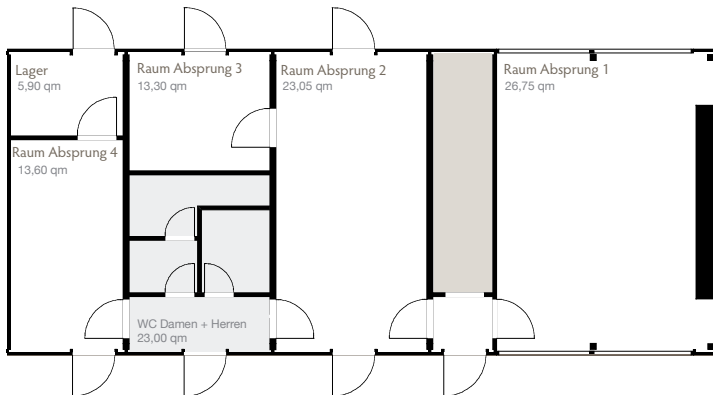 Lager
5,90 qm
Raum Absprung 3
13,30 qm
Raum Absprung 2
23,05 qm
Raum Absprung 1
26,75 qm
Raum Absprung 4
13,60 qm
WC Damen + Herren
23,00 qm